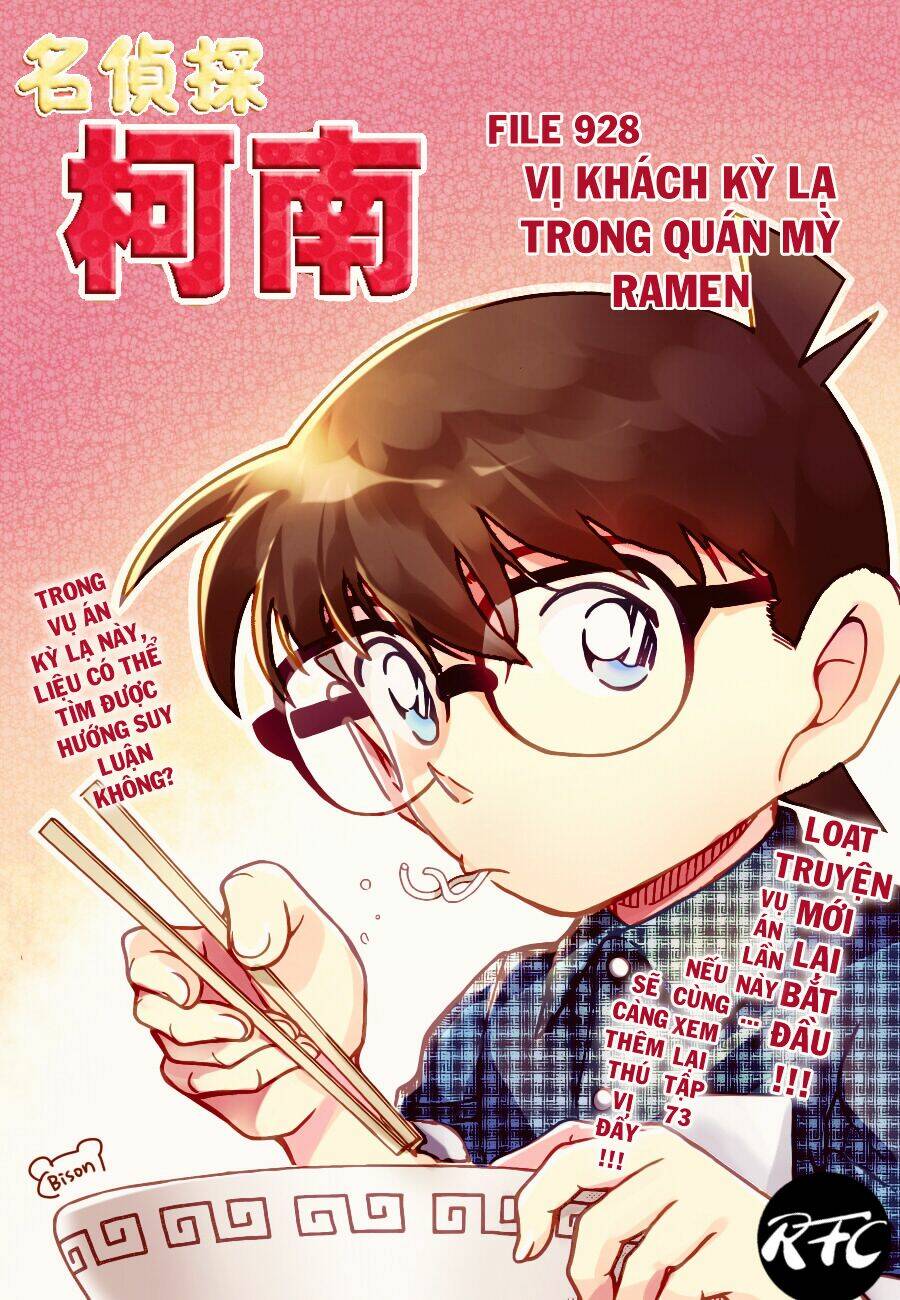 名侦探
柯南
FILE 928
VỊ KHÁCH KỲ LẠ
TRONG QUÁN MỲ
RAMEN
TRONG
VỤ ÁN
KỲ LẠ NÀY,
LIỆU CÓ THỂ
TÌM ĐƯỢC
HƯỚNG SUY
LUẬN
KHÔNG?
LOẠT
TRUYỆN
MỚI
LẠI
BẮT
ĐẦU
!!!
VỤ
ÁN
LẦN
NÀY
...
NẾU
CÙNG
XEM
LẠI
TẬP
73
SẼ
CÀNG
THÊM
THÚ
VỊ
ĐẤY
!!!
Bison
RFC